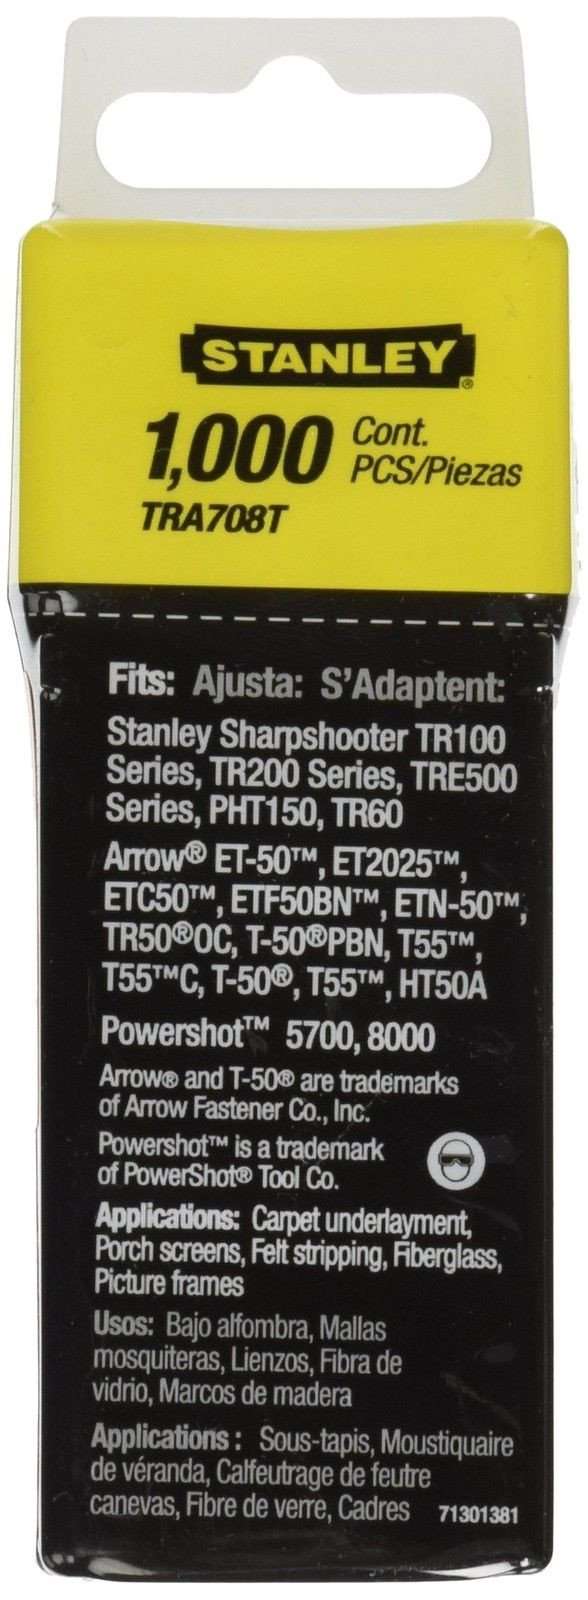 STANLEY®
1,000 Cont. PCS/Piezas
TRA708T
Fits: Ajusta: S'Adaptent:
Stanley Sharpshooter TR100
Series, TR200 Series, TRE500
Series, PHT150, TR60
Arrow® ET-50™, ET2025™,
ETC50™, ETF50BN™, ETN-50™,
TR50®OC, T-50®PBN, T55™,
T55™C, T-50®, T55™, HT50A
Powershot™ 5700, 8000
Arrow® and T-50® are trademarks
of Arrow Fastener Co., Inc.
Powershot™ is a trademark
of PowerShot® Tool Co.
Applications: Carpet underlayment,
Porch screens, Felt stripping, Fiberglass,
Picture frames
Usos: Bajo alfombra, Mallas
mosquiteras, Lienzos, Fibra de
vidrio, Marcos de madera
Applications : Sous-tapis, Moustiquaire
de véranda, Calfeutrage de feutre
canevas, Fibre de verre, Cadres 71301381